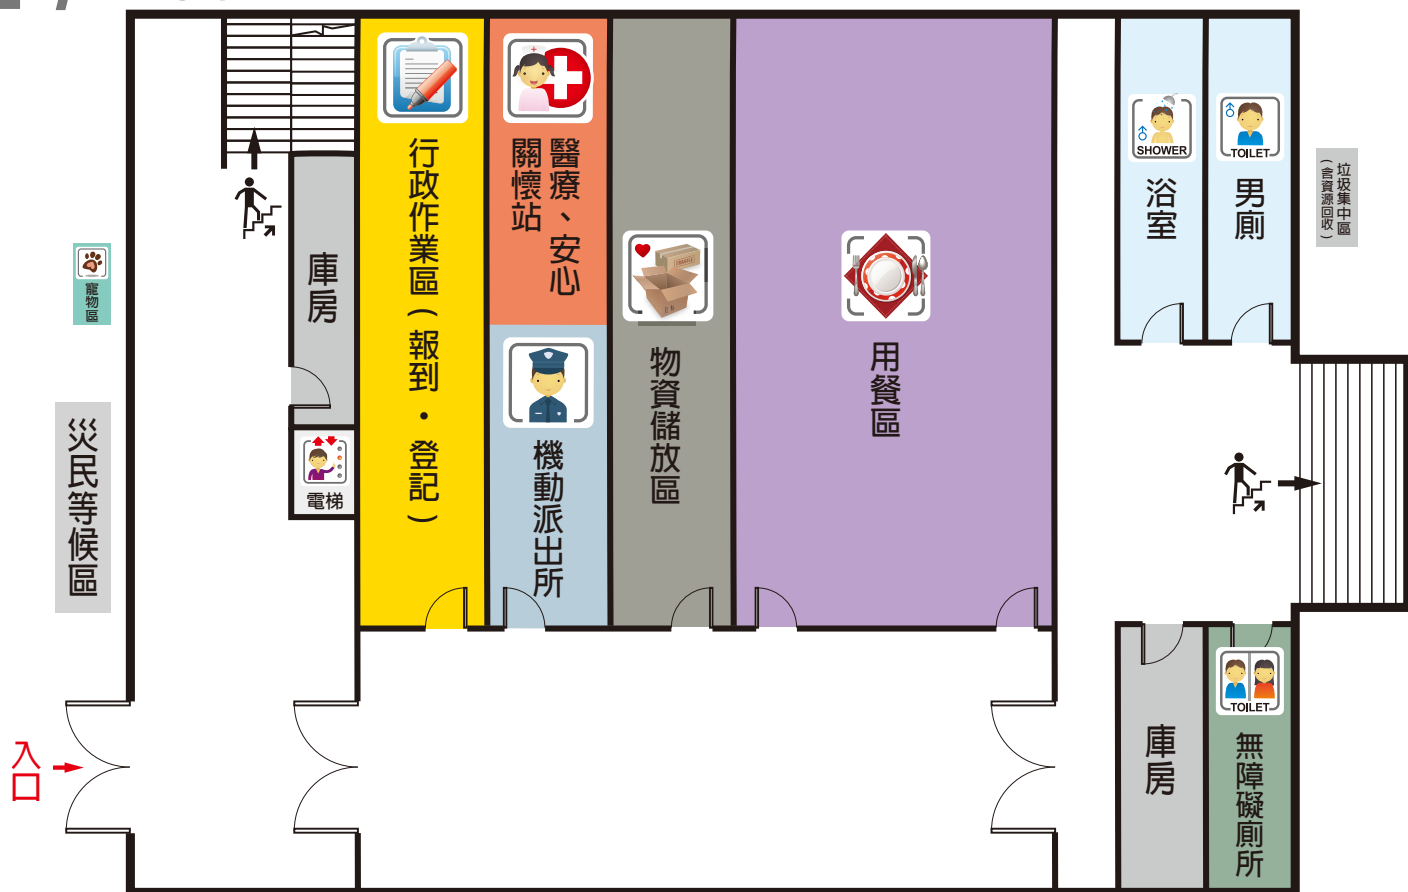 行政作業區(報到・登記)
醫療、安心
關懷站
機動派出所
物資儲放區
用餐區
SHOWER
浴室
TOILET
男廁
垃圾集中區
(含資源回收)
庫房
電梯
寵物區
災民等候區
入口
庫房
TOILET
無障礙廁所